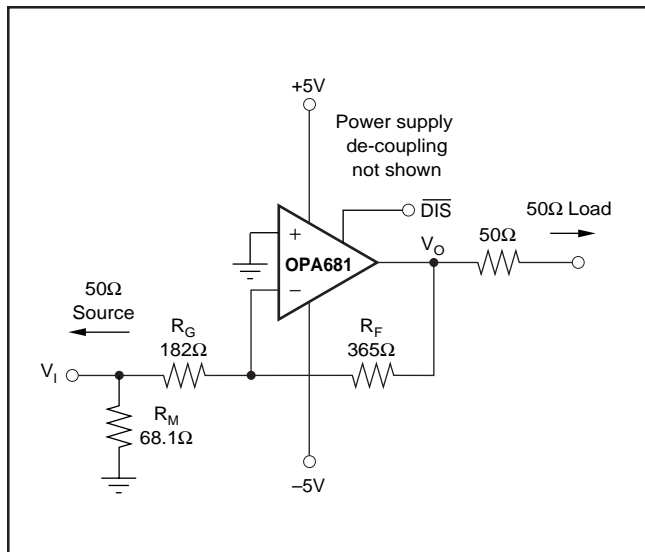 +5V
Power supply
de-coupling
not shown
DIS
50Ω Load
+
OPA681
−
V_O
50Ω
50Ω
Source
R_G
182Ω
R_F
365Ω
V_I
R_M
68.1Ω
–5V